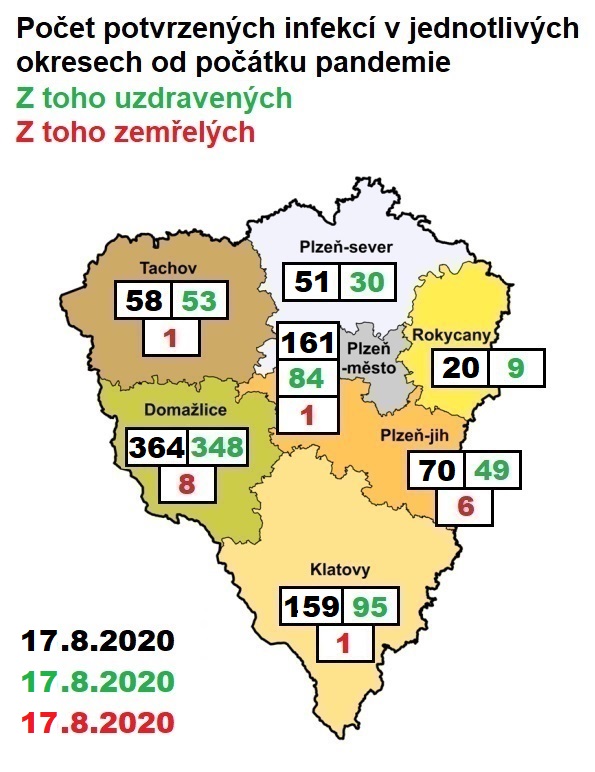 Počet potvrzených infekcí v jednotlivých
okresech od počátku pandemie
Z toho uzdravených
Z toho zemřelých
Plzeň-sever
51 30
Tachov
58 53
1
161
84
1
Plzeň
-město
Rokycany
20 9
Domažlice
364 348
8
Plzeň-jih
70 49
6
Klatovy
159 95
1
17.8.2020
17.8.2020
17.8.2020